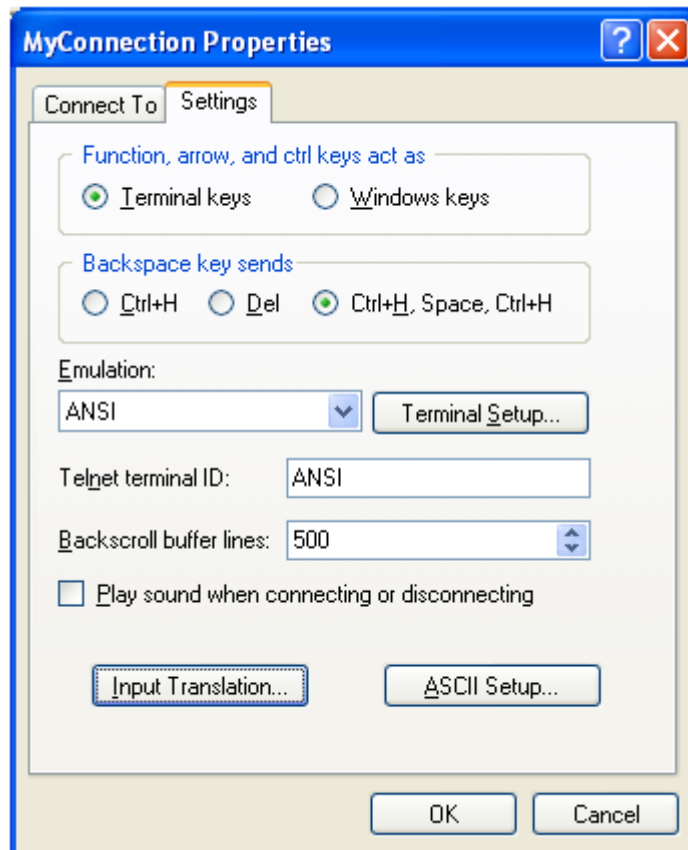 MyConnection Properties
Connect To Settings
Function, arrow, and ctrl keys act as
Terminal keys Windows keys
Backspace key sends
Ctrl+H Del Ctrl+H, Space, Ctrl+H
Emulation:
ANSI Terminal Setup...
Telnet terminal ID: ANSI
Backscroll buffer lines: 500
Play sound when connecting or disconnecting
Input Translation... ASCII Setup...
OK Cancel